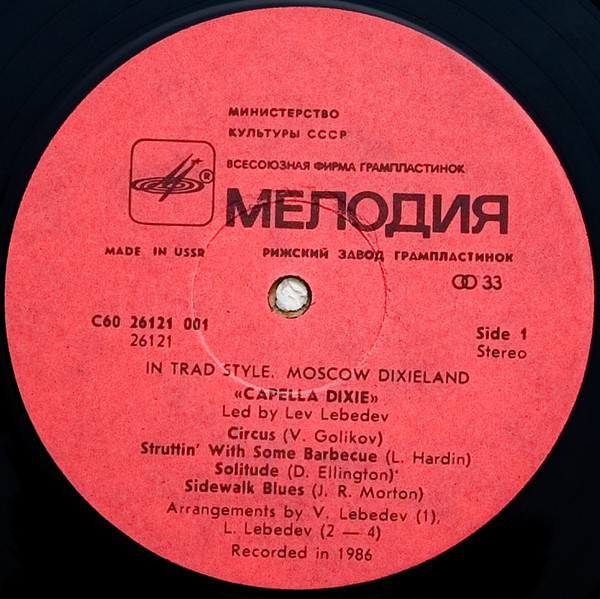 МИНИСТЕРСТВО
КУЛЬТУРЫ СССР
ВСЕСОЮЗНАЯ ФИРМА ГРАМПЛАСТИНОК
®
МЕЛОДИЯ
MADE IN USSR
РИЖСКИЙ ЗАВОД ГРАМПЛАСТИНОК
33
C60 26121 001
26121
Side 1
Stereo
IN TRAD STYLE. MOSCOW DIXIELAND
«CAPELLA DIXIE»
Led by Lev Lebedev
Circus (V. Golikov)
Struttin' With Some Barbecue (L. Hardin)
Solitude (D. Ellington)
Sidewalk Blues (J. R. Morton)
Arrangements by V. Lebedev (1),
L. Lebedev (2 — 4)
Recorded in 1986